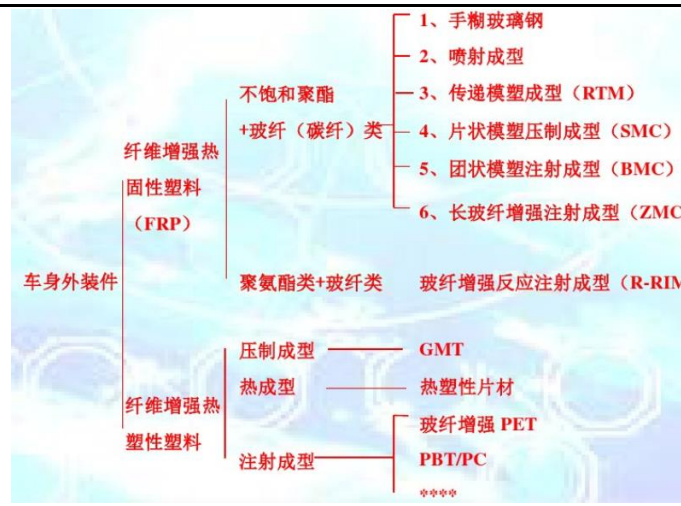 1、手糊玻璃钢
2、喷射成型
不饱和聚酯
3、传递模塑成型（RTM）
+玻纤（碳纤）类
4、片状模塑压制成型（SMC）
纤维增强热
5、团状模塑注射成型（BMC）
固性塑料
（FRP）
6、长玻纤增强注射成型（ZMC
车身外装件
聚氨酯类+玻纤类
玻纤增强反应注射成型（R-RIM
压制成型
GMT
热成型
热塑性片材
纤维增强热
玻纤增强 PET
塑性塑料
注射成型
PBT/PC
****